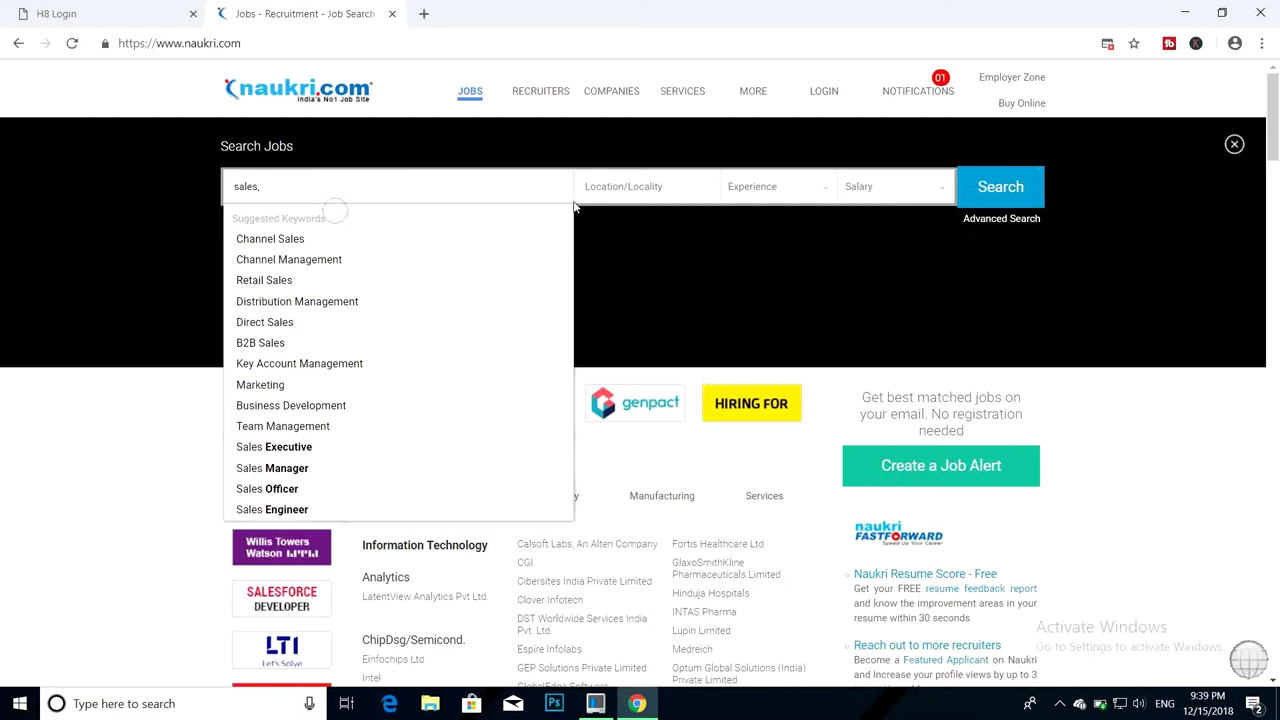 H8 Login
Jobs - Recruitment - Job Search
https://www.naukri.com
naukri.com
India's No1 Job Site
JOBS
RECRUITERS
COMPANIES
SERVICES
MORE
LOGIN
NOTIFICATIONS
01
Employer Zone
Buy Online
Search Jobs
sales,
Location/Locality
Experience
Salary
Search
Advanced Search
Suggested Keywords
Channel Sales
Channel Management
Retail Sales
Distribution Management
Direct Sales
B2B Sales
Key Account Management
Marketing
Business Development
Team Management
Sales Executive
Sales Manager
Sales Officer
Sales Engineer
genpact
HIRING FOR
Get best matched jobs on
your email. No registration
needed
Create a Job Alert
Manufacturing
Services
Willis Towers
Watson
SALESFORCE
DEVELOPER
LTI
Let's Solve
Information Technology
Analytics
LatentView Analytics Pvt Ltd.
ChipDsg/Semicond.
Einfochips Ltd
Intel
Calsoft Labs, An Alten Company
CGI
Cibersites India Private Limited
Clover Infotech
DST Worldwide Services India
Pvt. Ltd.
Espire Infolabs
GEP Solutions Private Limited
GlobalEdge Software
Fortis Healthcare Ltd
GlaxoSmithKline
Pharmaceuticals Limited
Hinduja Hospitals
INTAS Pharma
Lupin Limited
Medreich
Optum Global Solutions (India)
Private Limited
naukri
FASTFORWARD
Speed Up Your Career
Naukri Resume Score - Free
Get your FREE resume feedback report
and know the improvement areas in your
resume within 30 seconds
Reach out to more recruiters
Become a Featured Applicant on Naukri
and Increase your profile views by up to 3
Activate Windows
Go to Settings to activate Windows.
Type here to search
Ps
ENG
9:39 PM
12/15/2018
2